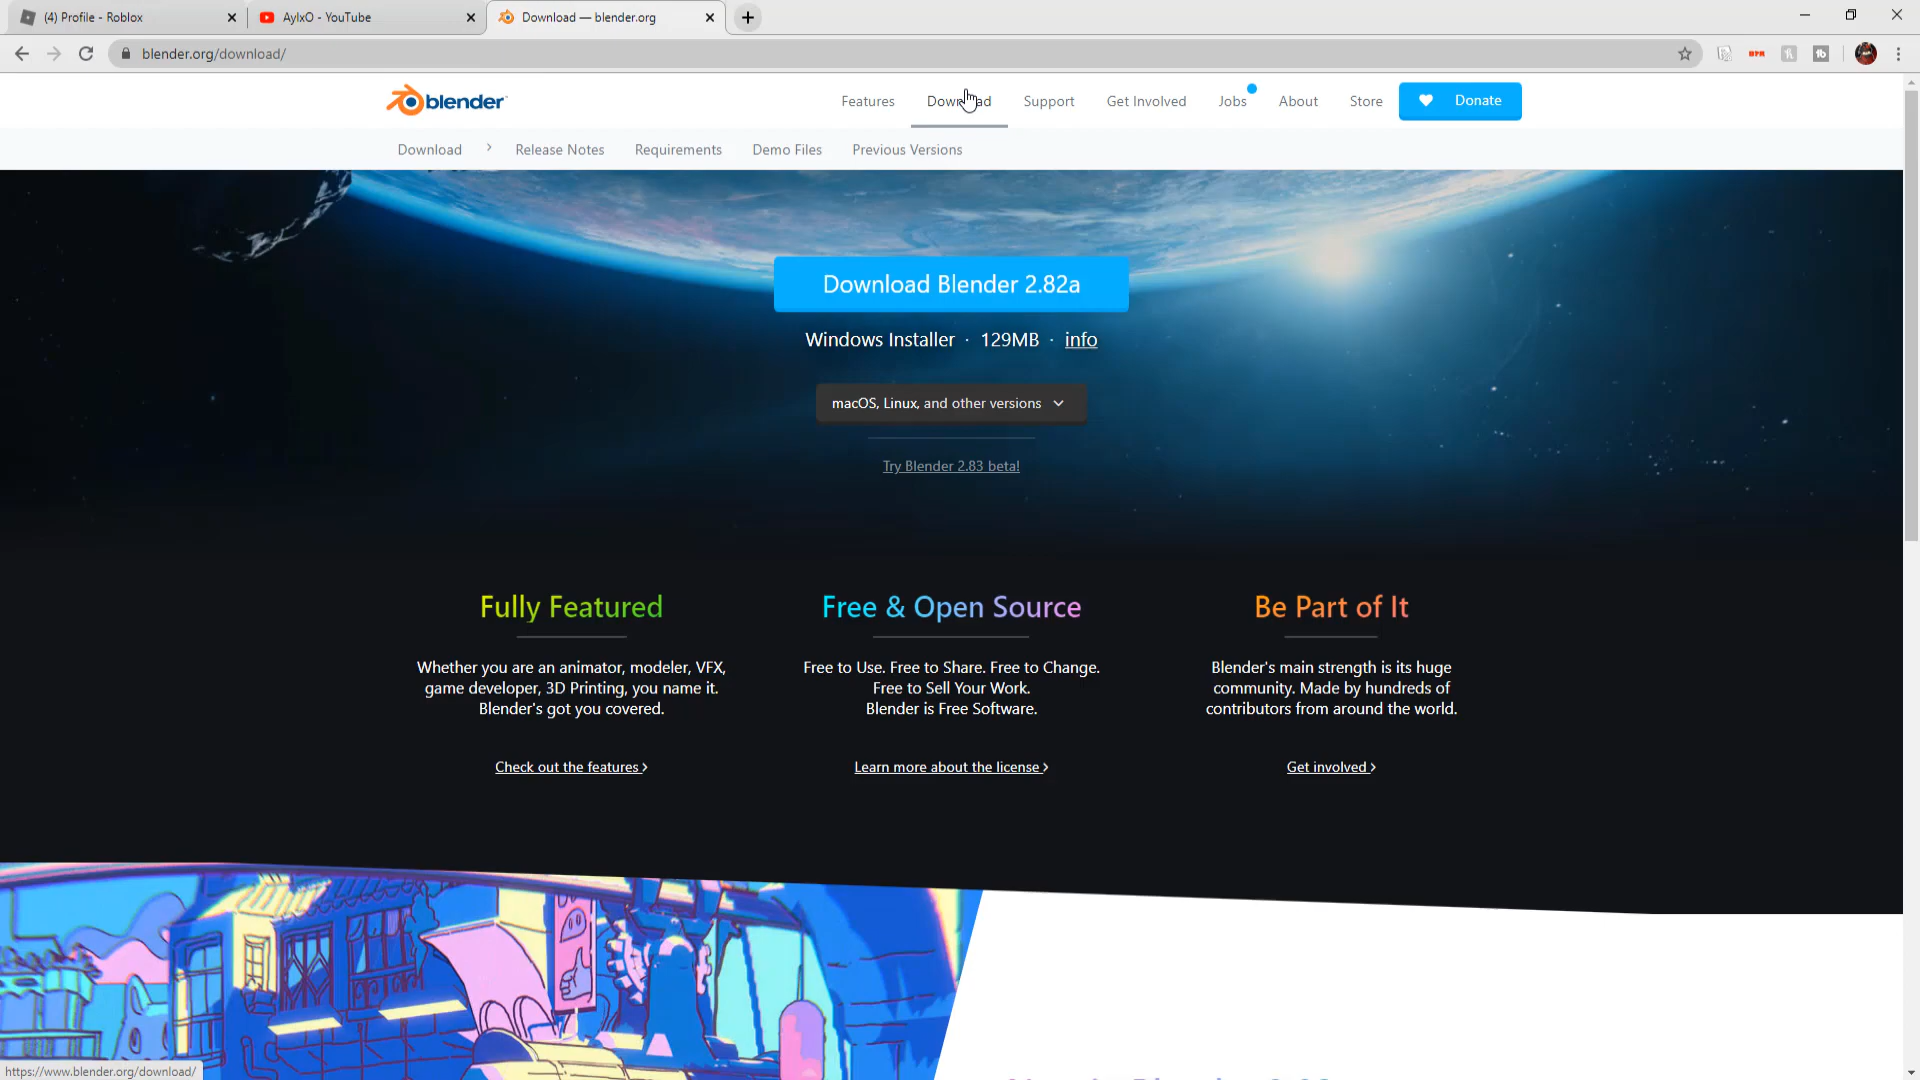 (4) Profile - Roblox
AylxO - YouTube
Download — blender.org
blender.org/download/
blender
Features
Download
Support
Get Involved
Jobs
About
Store
Donate
Download
Release Notes
Requirements
Demo Files
Previous Versions
Download Blender 2.82a
Windows Installer · 129MB · info
macOS, Linux, and other versions
Try Blender 2.83 beta!
Fully Featured
Whether you are an animator, modeler, VFX,
game developer, 3D Printing, you name it.
Blender's got you covered.
Check out the features
Free & Open Source
Free to Use. Free to Share. Free to Change.
Free to Sell Your Work.
Blender is Free Software.
Learn more about the license
Be Part of It
Blender's main strength is its huge
community. Made by hundreds of
contributors from around the world.
Get involved
https://www.blender.org/download/